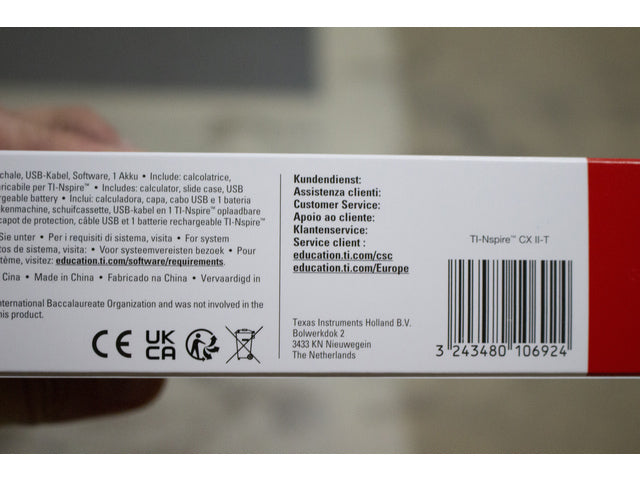 chale, USB-Kabel, Software, 1 Akku • Include: calcolatrice,
ricabile per TI-Nspire™ • Includes: calculator, slide case, USB
rgeable battery • Inclui: calculadora, capa, cabo USB e 1 bateria
kenmachine, schuifcassette, USB-kabel en 1 TI-Nspire™ oplaadbare
capot de protection, câble USB et 1 batterie rechargeable TI-Nspire™
Sie unter • Per i requisiti di sistema, visita • For system
tos de sistema, visite: • Voor systeemvereisten bezoek • Pour
tème, visitez: education.ti.com/software/requirements.
Cina • Made in China • Fabricado na China • Vervaardigd in
nternational Baccalaureate Organization and was not involved in the
his product.
CE UK CA
Kundendienst:
Assistenza clienti:
Customer Service:
Apoio ao cliente:
Klantenservice:
Service client :
education.ti.com/csc
education.ti.com/Europe
Texas Instruments Holland B.V.
Bolwerkdok 2
3433 KN Nieuwegein
The Netherlands
TI-Nspire™ CX II-T
3 243480 106924